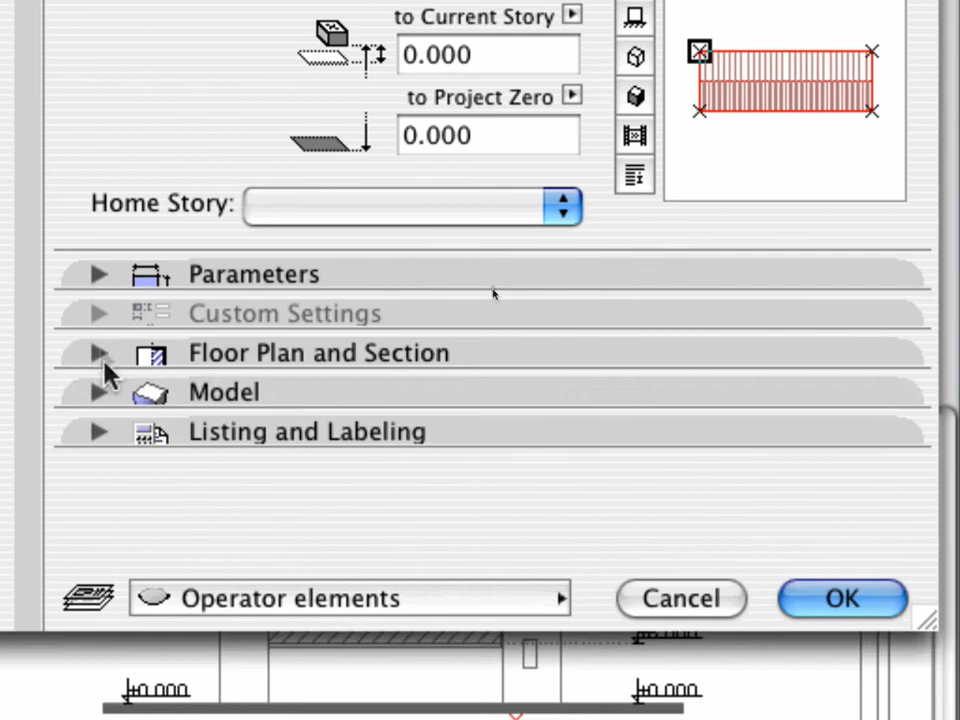 to Current Story
0.000
to Project Zero
0.000
Home Story:
Parameters
Custom Settings
Floor Plan and Section
Model
Listing and Labeling
Operator elements
Cancel
OK
±0.000
±0.000